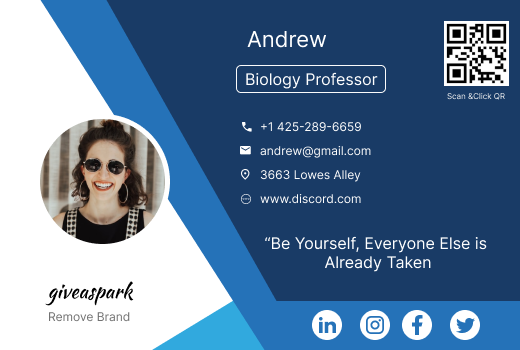 Andrew
Biology Professor
Scan &Click QR
+1 425-289-6659
andrew@gmail.com
3663 Lowes Alley
www.discord.com
“Be Yourself, Everyone Else is
Already Taken
giveaspark
Remove Brand
in
f